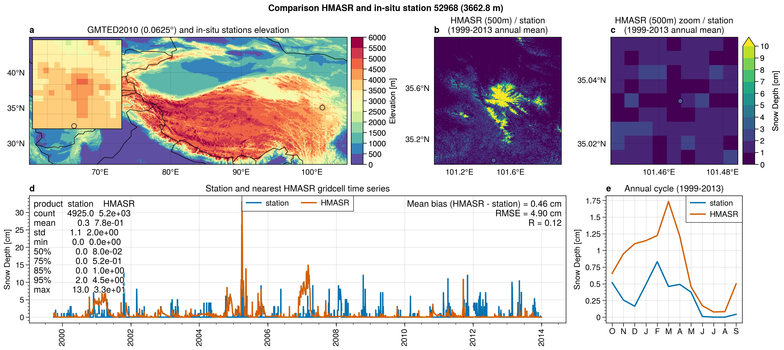 Comparison HMASR and in-situ station 52968 (3662.8 m)
a
GMTED2010 (0.0625°) and in-situ stations elevation
40°N
35°N
30°N
70°E
80°E
90°E
100°E
6000
5500
5000
4500
4000
3500
3000
2500
2000
1500
1000
500
0
Elevation [m]
b
HMASR (500m) / station
(1999-2013 annual mean)
35.6°N
35.2°N
101.2°E
101.6°E
c
HMASR (500m) zoom / station
(1999-2013 annual mean)
35.04°N
35.02°N
101.46°E
101.48°E
10
9
8
7
6
5
4
3
2
1
0
Snow Depth [cm]
d
Station and nearest HMASR gridcell time series
product station HMASR
count 4925.0 5.2e+03
mean 0.3 7.8e-01
std 1.1 2.0e+00
min 0.0 0.0e+00
50% 0.0 8.0e-02
75% 0.0 5.2e-01
85% 0.0 1.0e+00
95% 2.0 4.5e+00
max 13.0 3.3e+01
station
HMASR
Mean bias (HMASR - station) = 0.46 cm
RMSE = 4.90 cm
R = 0.12
30
25
20
15
10
5
0
Snow Depth [cm]
2000
2002
2004
2006
2008
2010
2012
2014
e
Annual cycle (1999-2013)
station
HMASR
1.75
1.5
1.25
1
0.75
0.5
0.25
0
Snow Depth [cm]
O N D J F M A M J J A S